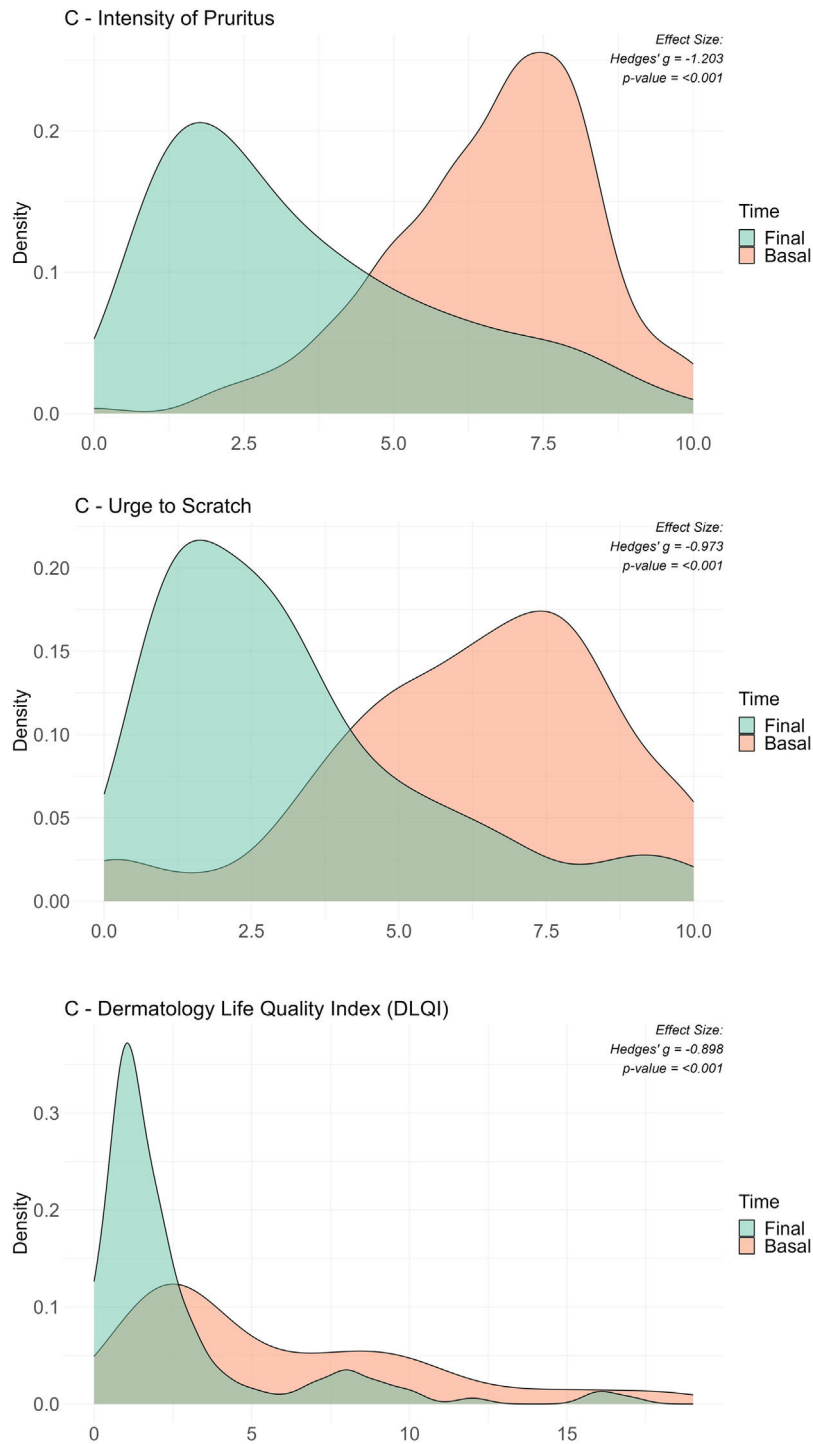 C - Intensity of Pruritus
Effect Size:
Hedges' g = -1.203
p-value = <0.001
0.2
0.1
0.0
Density
0.0 2.5 5.0 7.5 10.0
Time
Final
Basal
C - Urge to Scratch
Effect Size:
Hedges' g = -0.973
p-value = <0.001
0.20
0.15
0.10
0.05
0.00
Density
0.0 2.5 5.0 7.5 10.0
Time
Final
Basal
C - Dermatology Life Quality Index (DLQI)
Effect Size:
Hedges' g = -0.898
p-value = <0.001
0.3
0.2
0.1
0.0
Density
0 5 10 15
Time
Final
Basal